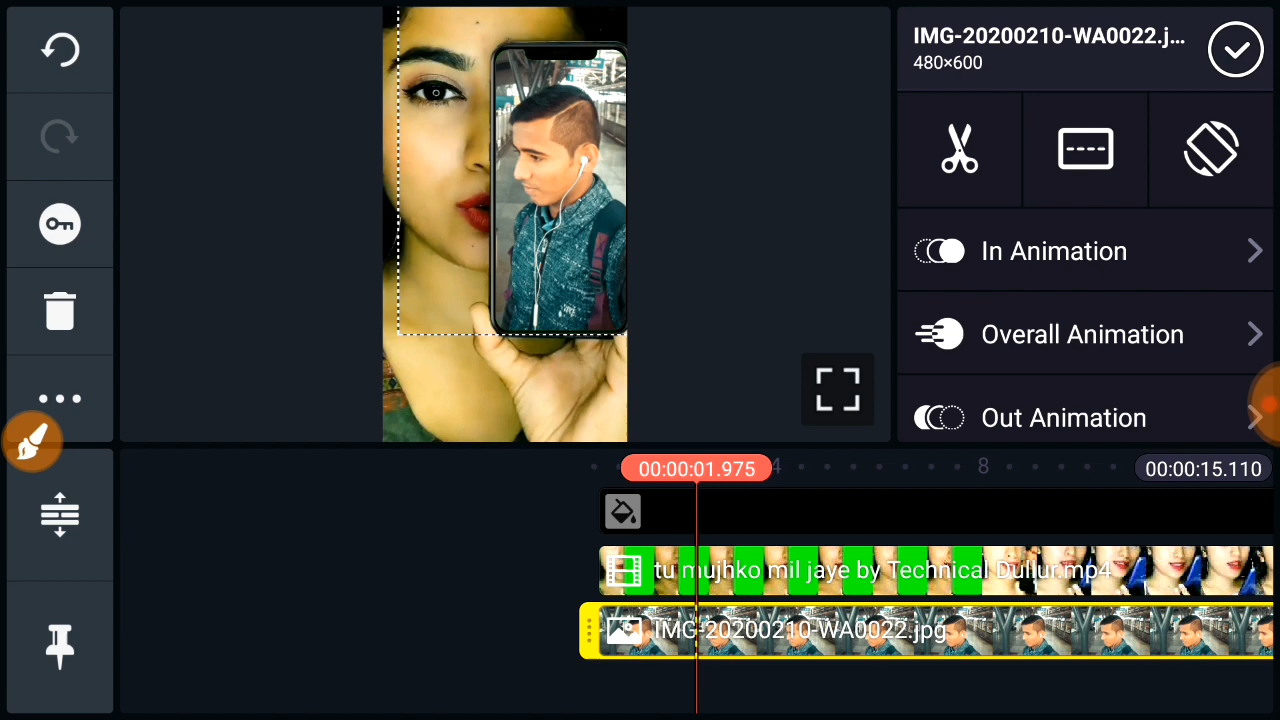 IMG-20200210-WA0022.j...
480×600
In Animation
Overall Animation
Out Animation
00:00:01.975
4
8
00:00:15.110
tu mujhko mil jaye by Technical Dullur.mp4
IMG-20200210-WA0022.jpg